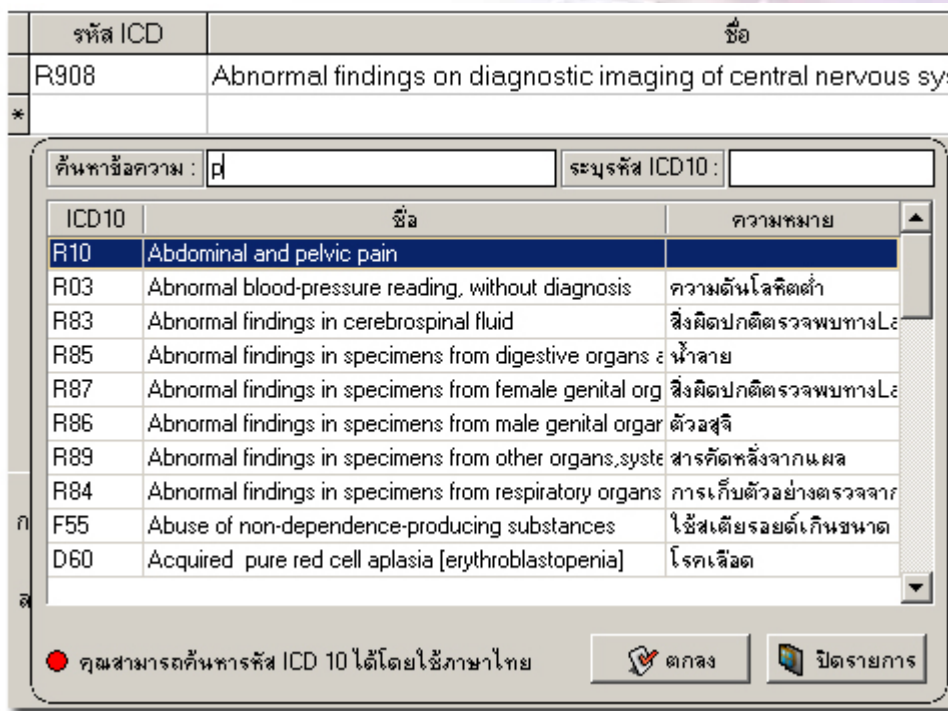 รหัส ICD ชื่อ
R908 Abnormal findings on diagnostic imaging of central nervous sy
*
ค้นหาข้อความ : p ระบุรหัส ICD10 :
ICD10 ชื่อ ความหมาย
R10 Abdominal and pelvic pain
R03 Abnormal blood-pressure reading, without diagnosis ความดันโลหิตต่ำ
R83 Abnormal findings in cerebrospinal fluid สิ่งผิดปกติตรวจพบทางLa
R85 Abnormal findings in specimens from digestive organs a น้ำลาย
R87 Abnormal findings in specimens from female genital org สิ่งผิดปกติตรวจพบทางLa
R86 Abnormal findings in specimens from male genital organ ตัวอสุจิ
R89 Abnormal findings in specimens from other organs,syste สารคัดหลั่งจากแผล
R84 Abnormal findings in specimens from respiratory organs การเก็บตัวอย่างตรวจจาก
ก F55 Abuse of non-dependence-producing substances ใช้สเตียรอยด์เกินขนาด
D60 Acquired pure red cell aplasia [erythroblastopenia] โรคเลือด
ล
คุณสามารถค้นหารหัส ICD 10 ได้โดยใช้ภาษาไทย ตกลง ปิดรายการ